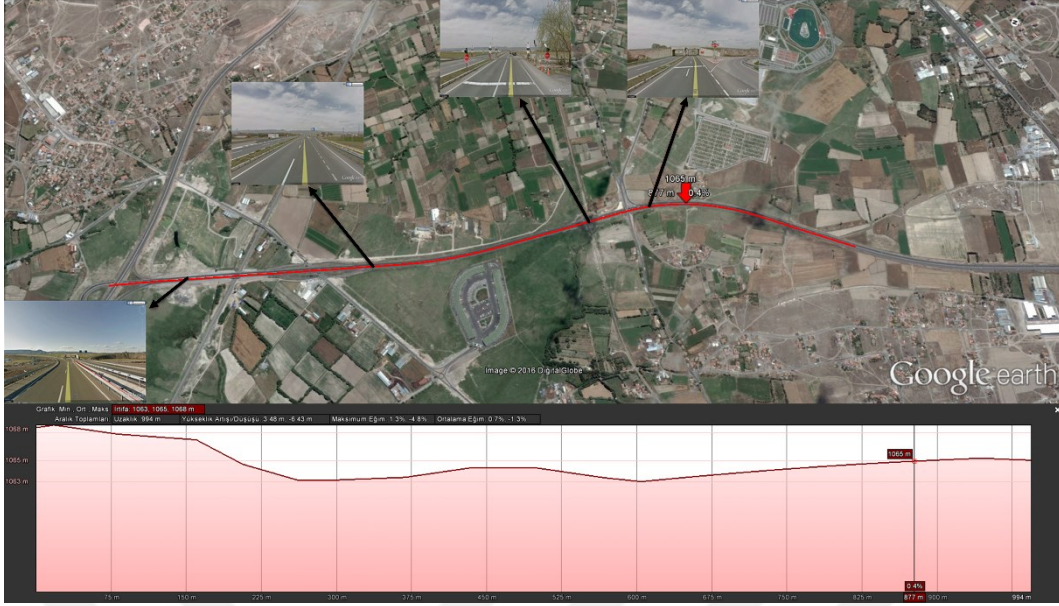 1065 m
877 m 0.4%
Image © 2016 DigitalGlobe
Google earth
Grafik Min. Ort. Maks İrtifa: 1063, 1065, 1068 m
Aralık Toplamları: Uzaklık: 994 m Yükseklik Artışı/Düşüşü: 3.48 m, -6.43 m Maksimum Eğim: 1.3%, -4.8% Ortalama Eğim: 0.7%, -1.3%
1068 m
1065 m
1063 m
1065 m
0.4%
75 m 150 m 225 m 300 m 375 m 450 m 525 m 600 m 675 m 750 m 825 m 877 m 900 m 994 m